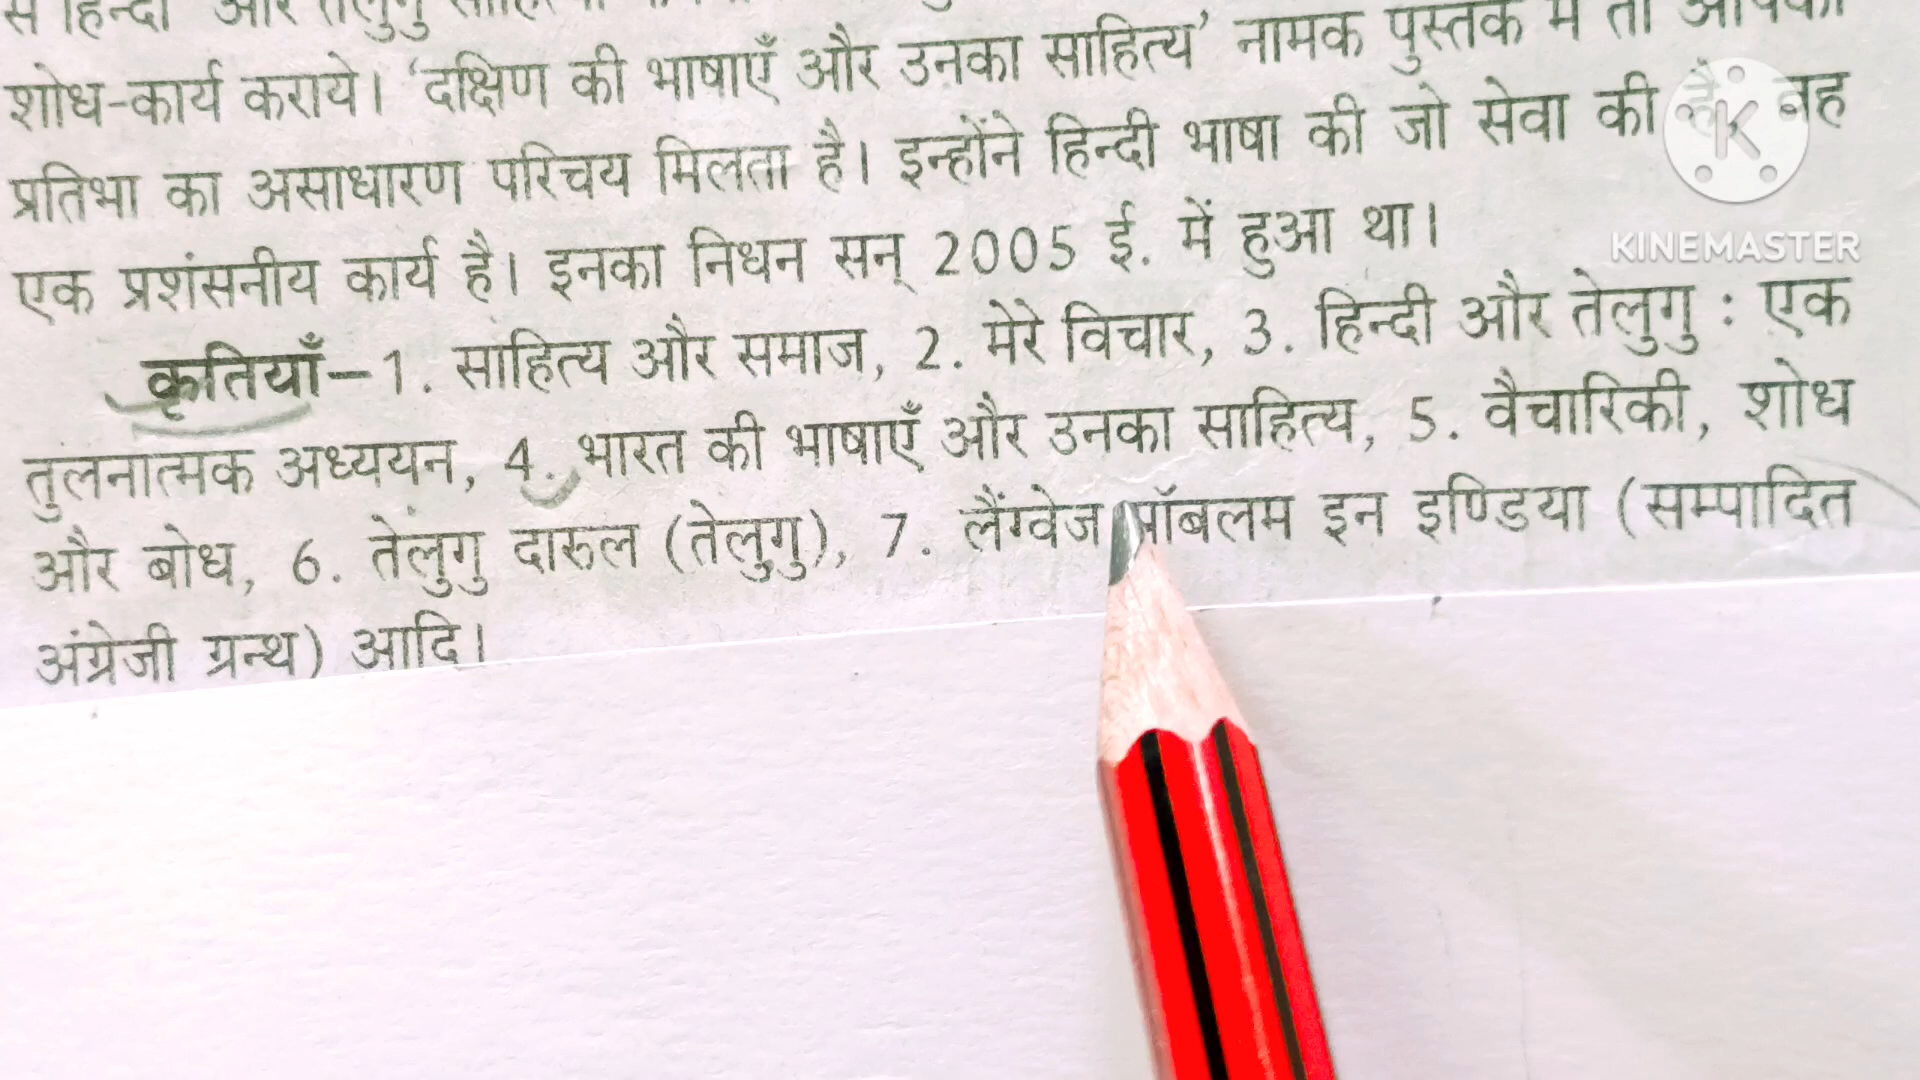 हिन्दी और तेलुगु
शोध-कार्य कराये। 'दक्षिण की भाषाएँ और उनका साहित्य' नामक पुस्तक में तो आपकी
प्रतिभा का असाधारण परिचय मिलता है। इन्होंने हिन्दी भाषा की जो सेवा की है, वह
एक प्रशंसनीय कार्य है। इनका निधन सन् 2005 ई. में हुआ था।
कृतियाँ–1. साहित्य और समाज, 2. मेरे विचार, 3. हिन्दी और तेलुगु : एक
तुलनात्मक अध्ययन, 4. भारत की भाषाएँ और उनका साहित्य, 5. वैचारिकी, शोध
और बोध, 6. तेलुगु दारूल (तेलुगु), 7. लैंग्वेज प्रॉबलम इन इण्डिया (सम्पादित
अंग्रेजी ग्रन्थ) आदि।
K
KINEMASTER